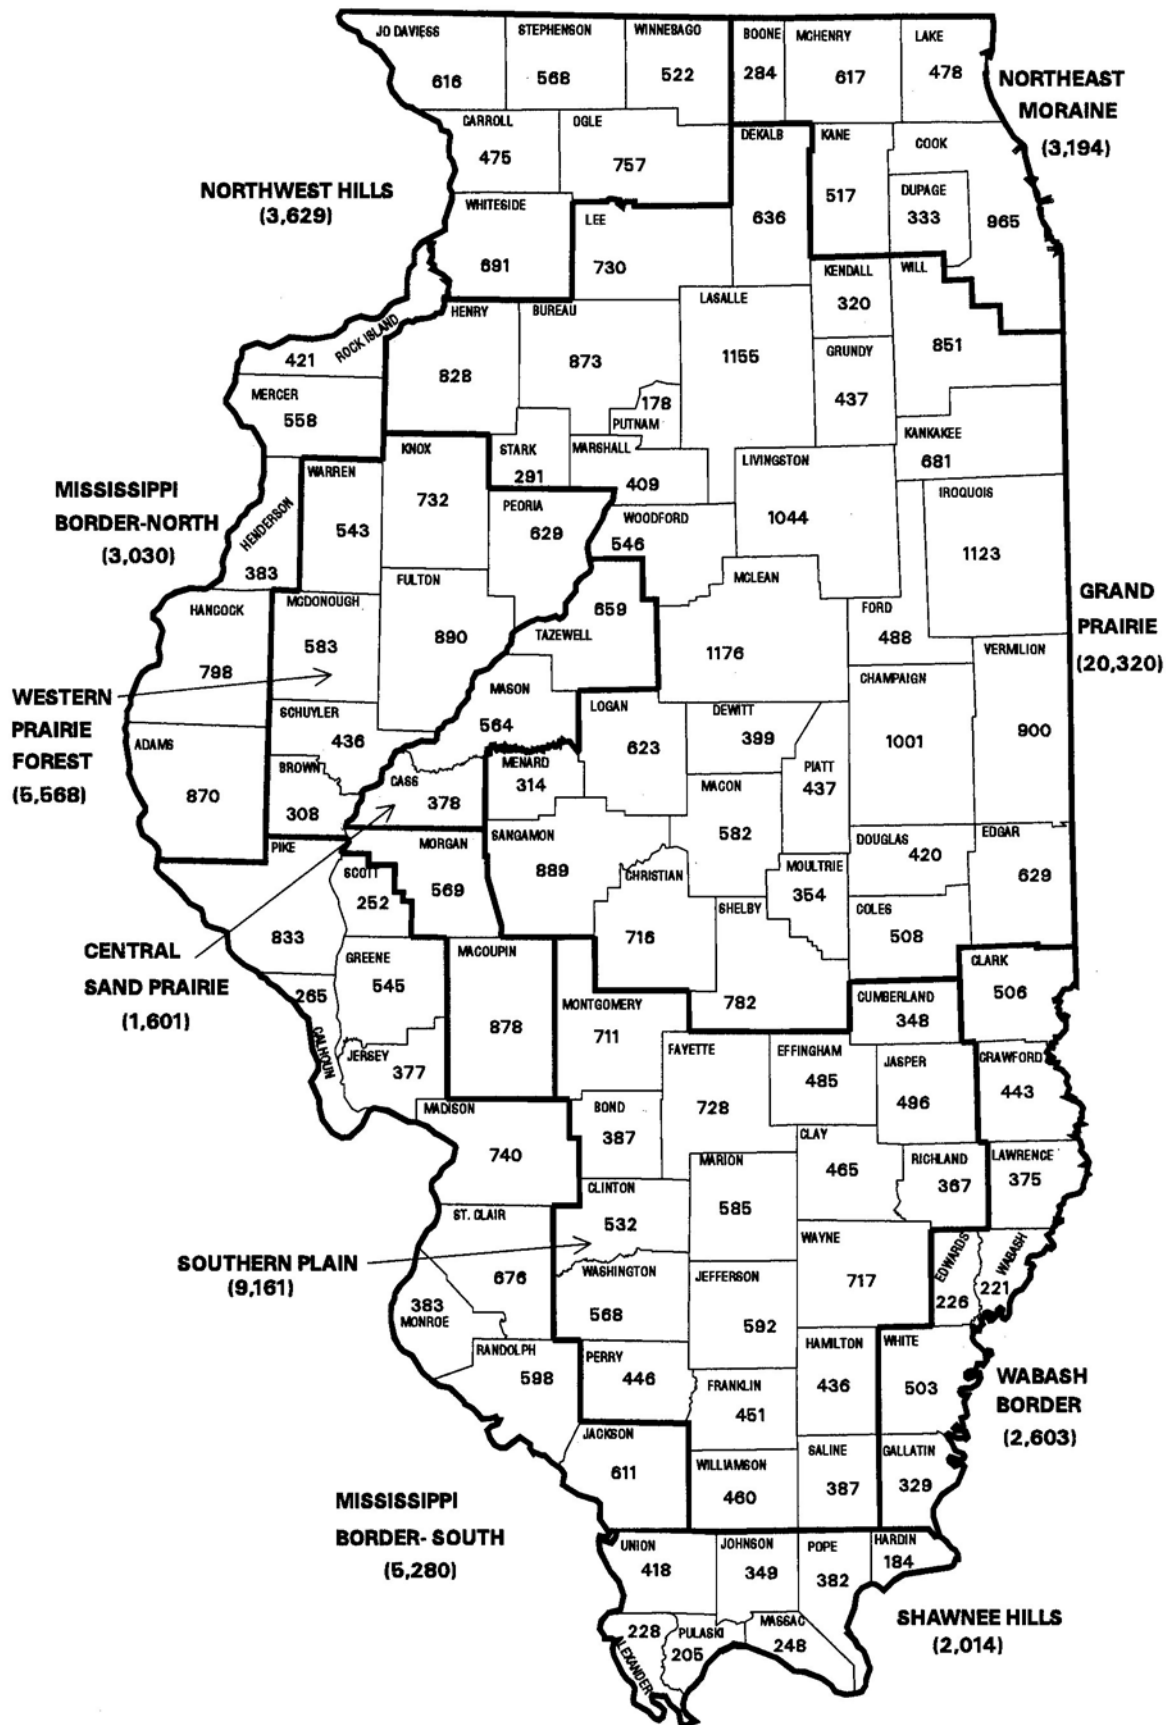 JO DAVIESS
616
STEPHENSON
568
WINNEBAGO
522
BOONE
284
MCHENRY
617
LAKE
478
NORTHEAST
MORAINE
(3,194)
CARROLL
475
OGLE
757
DEKALB
636
KANE
517
COOK
965
DUPAGE
333
NORTHWEST HILLS
(3,629)
WHITESIDE
691
LEE
730
KENDALL
320
WILL
851
ROCK ISLAND
421
HENRY
828
BUREAU
873
LASALLE
1155
GRUNDY
437
MERCER
558
178
PUTNAM
KANKAKEE
681
KNOX
732
STARK
291
MARSHALL
409
LIVINGSTON
1044
IROQUOIS
1123
MISSISSIPPI
BORDER-NORTH
(3,030)
WARREN
543
HENDERSON
383
PEORIA
629
WOODFORD
546
FULTON
890
MCLEAN
1176
FORD
488
GRAND
PRAIRIE
(20,320)
HANCOCK
798
MCDONOUGH
583
659
TAZEWELL
VERMILION
900
CHAMPAIGN
1001
WESTERN
PRAIRIE
FOREST
(5,568)
MASON
564
LOGAN
623
DEWITT
399
PIATT
437
SCHUYLER
436
ADAMS
870
BROWN
308
CASS
378
MENARD
314
MACON
582
SANGAMON
889
DOUGLAS
420
EDGAR
629
PIKE
833
SCOTT
252
MORGAN
569
CHRISTIAN
716
MOULTRIE
354
SHELBY
782
COLES
508
CENTRAL
SAND PRAIRIE
(1,601)
GREENE
545
MACOUPIN
878
CLARK
506
265
CALHOUN
MONTGOMERY
711
CUMBERLAND
348
JERSEY
377
FAYETTE
728
EFFINGHAM
485
JASPER
496
CRAWFORD
443
MADISON
740
BOND
387
CLAY
465
RICHLAND
367
LAWRENCE
375
MARION
585
CLINTON
532
ST. CLAIR
676
WAYNE
717
EDWARDS
226
WABASH
221
SOUTHERN PLAIN
(9,161)
WASHINGTON
568
JEFFERSON
592
383
MONROE
RANDOLPH
598
PERRY
446
HAMILTON
436
WHITE
503
WABASH
BORDER
(2,603)
FRANKLIN
451
JACKSON
611
WILLIAMSON
460
SALINE
387
GALLATIN
329
MISSISSIPPI
BORDER- SOUTH
(5,280)
UNION
418
JOHNSON
349
POPE
382
HARDIN
184
SHAWNEE HILLS
(2,014)
228
ALEXANDER
PULASKI
205
MASSAC
248